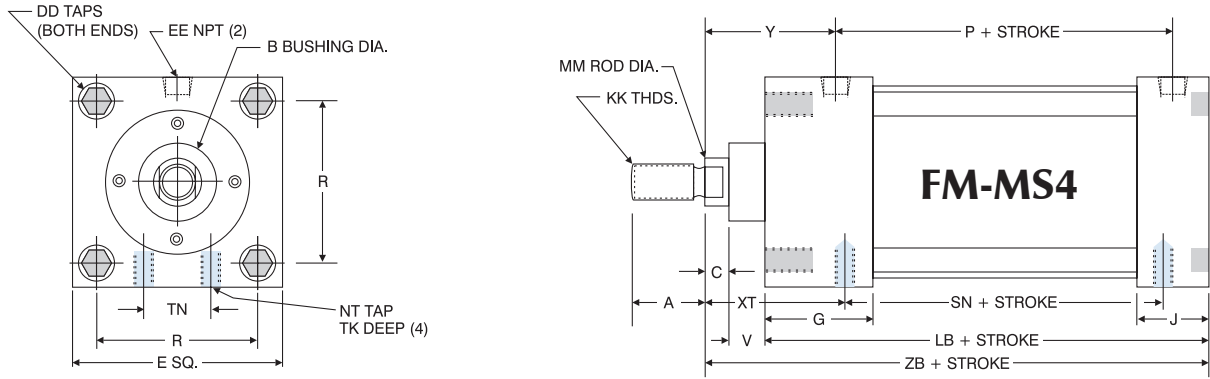 DD TAPS
(BOTH ENDS)
EE NPT (2)
B BUSHING DIA.
R
TN
R
E SQ.
NT TAP
TK DEEP (4)
Y
P + STROKE
MM ROD DIA.
KK THDS.
FM-MS4
C
A
XT
SN + STROKE
G
J
V
LB + STROKE
ZB + STROKE